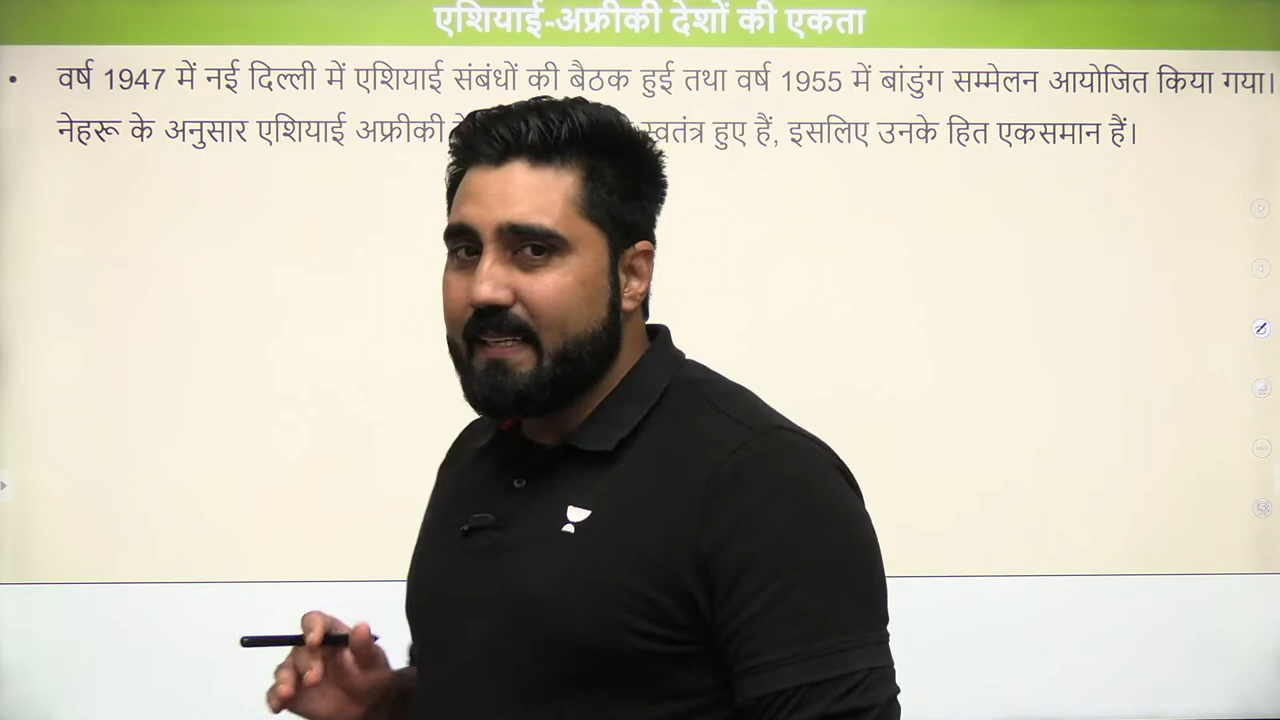 एशियाई-अफ्रीकी देशों की एकता
• वर्ष 1947 में नई दिल्ली में एशियाई संबंधों की बैठक हुई तथा वर्ष 1955 में बांडुंग सम्मेलन आयोजित किया गया।
नेहरू के अनुसार एशियाई अफ्रीकी स्वतंत्र हुए हैं, इसलिए उनके हित एकसमान हैं।